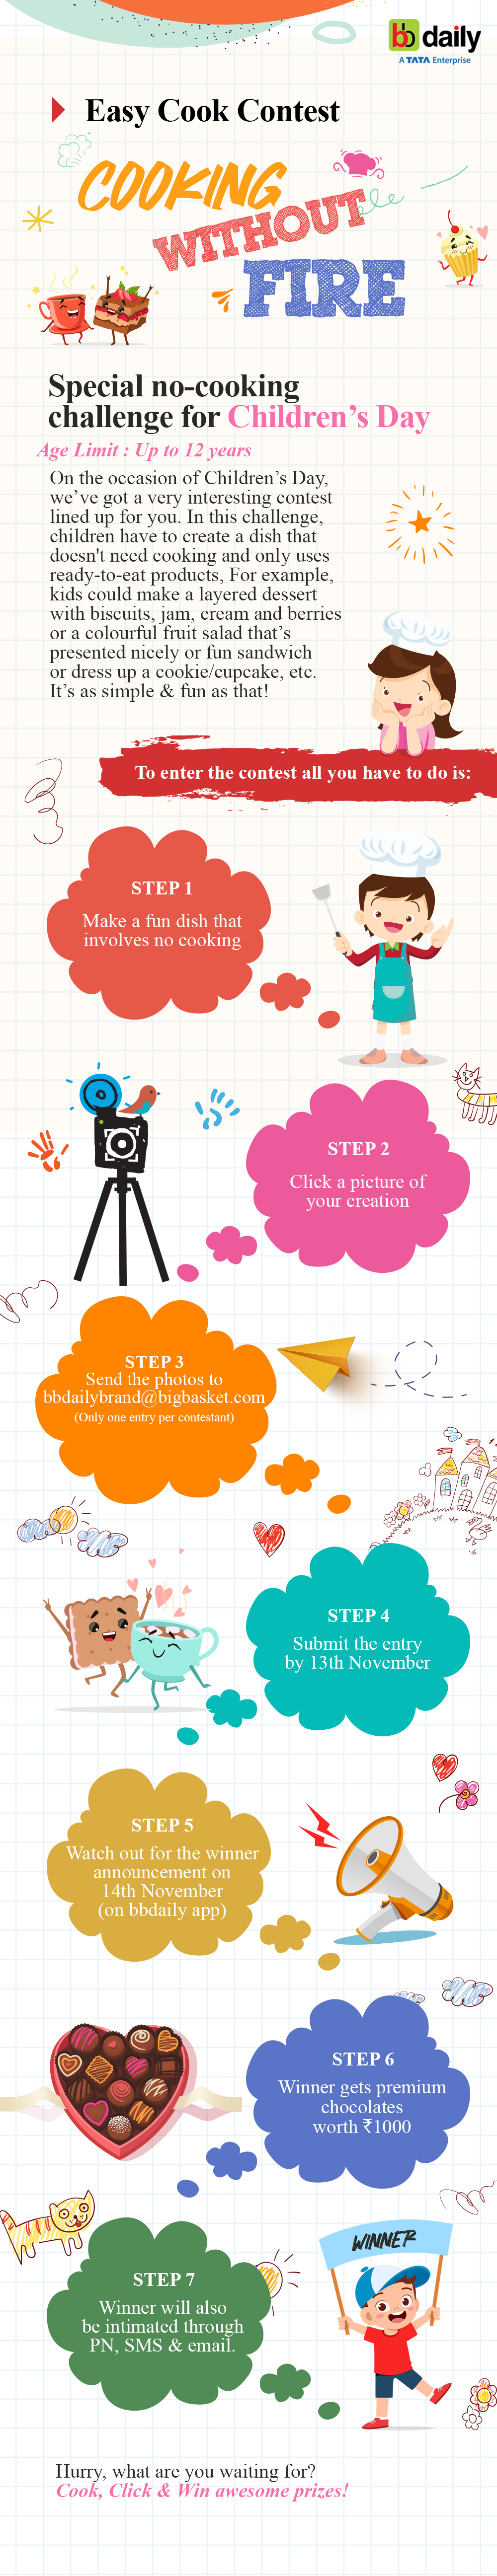 bb daily
A TATA Enterprise
Easy Cook Contest
COOKING
WITHOUT
FIRE
Special no-cooking
challenge for Children’s Day
Age Limit : Up to 12 years
On the occasion of Children’s Day,
we’ve got a very interesting contest
lined up for you. In this challenge,
children have to create a dish that
doesn't need cooking and only uses
ready-to-eat products, For example,
kids could make a layered dessert
with biscuits, jam, cream and berries
or a colourful fruit salad that’s
presented nicely or fun sandwich
or dress up a cookie/cupcake, etc.
It’s as simple & fun as that!
To enter the contest all you have to do is:
STEP 1
Make a fun dish that
involves no cooking
STEP 2
Click a picture of
your creation
STEP 3
Send the photos to
bbdailybrand@bigbasket.com
(Only one entry per contestant)
STEP 4
Submit the entry
by 13th November
STEP 5
Watch out for the winner
announcement on
14th November
(on bbdaily app)
STEP 6
Winner gets premium
chocolates
worth ₹1000
WINNER
STEP 7
Winner will also
be intimated through
PN, SMS & email.
Hurry, what are you waiting for?
Cook, Click & Win awesome prizes!